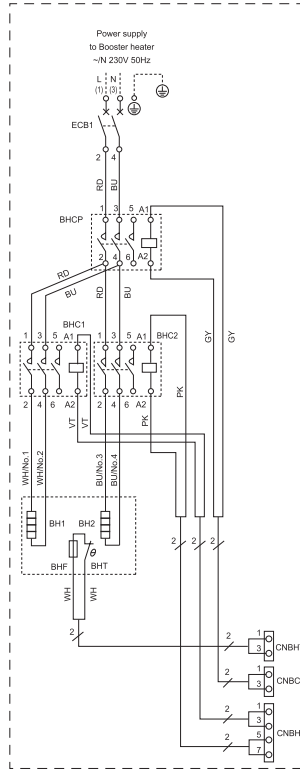 Power supply
to Booster heater
~/N 230V 50Hz
L N
(1) (3)
ECB1
2 4
RD BU
BHCP
1 3 5 A1
2 4 6 A2
RD
BU
RD BU
GY GY
BHC1
1 3 5 A1
2 4 6 A2
BHC2
1 3 5 A1
2 4 6 A2
VT VT
PK PK
WH/No.1 WH/No.2
BU/No.3 BU/No.4
BH1 BH2
θ
BHF BHT
WH WH
2 2 2
2
2 1
3 CNBHT
2 1
3 CNBC
2 1
3
2 5
7
CNBH